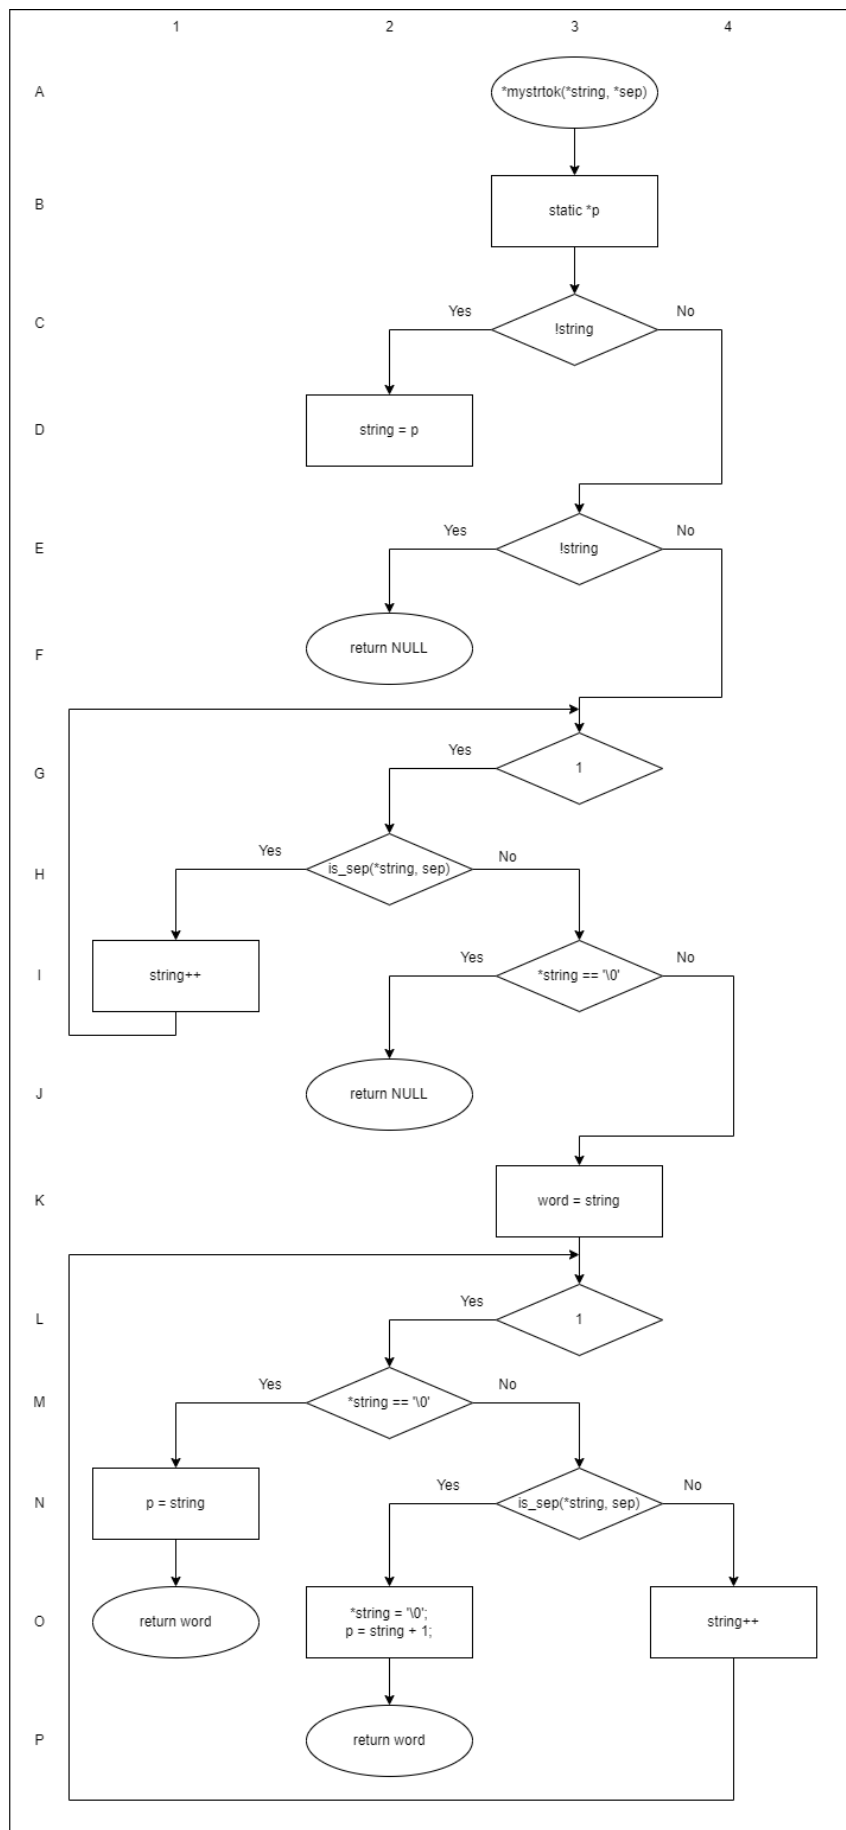 1 2 3 4
A
*mystrtok(*string, *sep)
B
static *p
C
Yes
!string
No
D
string = p
E
Yes
!string
No
F
return NULL
G
Yes
1
H
Yes
is_sep(*string, sep)
No
I
string++
Yes
*string == '\0'
No
J
return NULL
K
word = string
L
Yes
1
M
Yes
*string == '\0'
No
N
p = string
Yes
is_sep(*string, sep)
No
O
return word
*string = '\0';
p = string + 1;
string++
P
return word